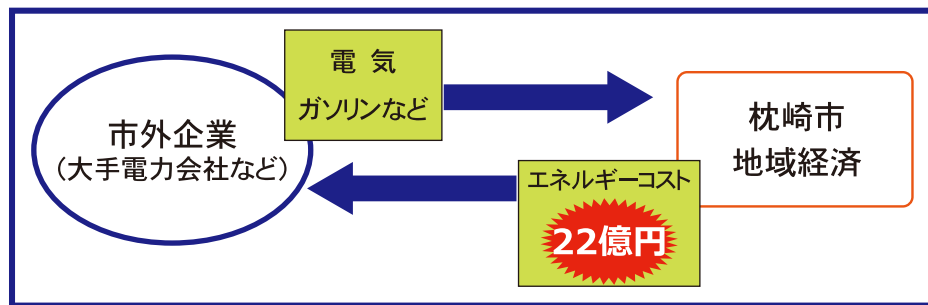 電気
ガソリンなど
市外企業
(大手電力会社など)
枕崎市
地域経済
エネルギーコスト
22億円